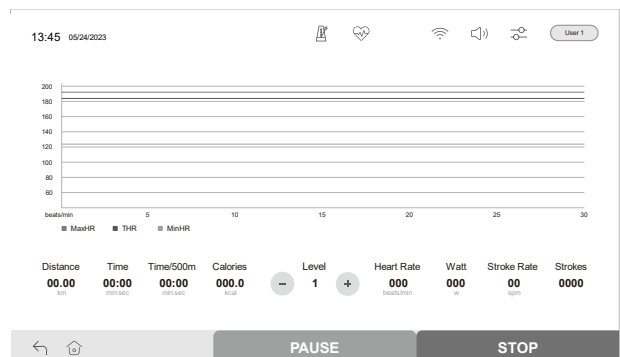 13:45 05/24/2023 User 1
200
180
160
140
120
100
80
60
beats/min 5 10 15 20 25 30
MaxHR THR MinHR
Distance Time Time/500m Calories Level Heart Rate Watt Stroke Rate Strokes
00.00 00:00 00:00 000.0 − 1 + 000 000 00 0000
km min:sec min:sec kcal beats/min w spm
PAUSE STOP